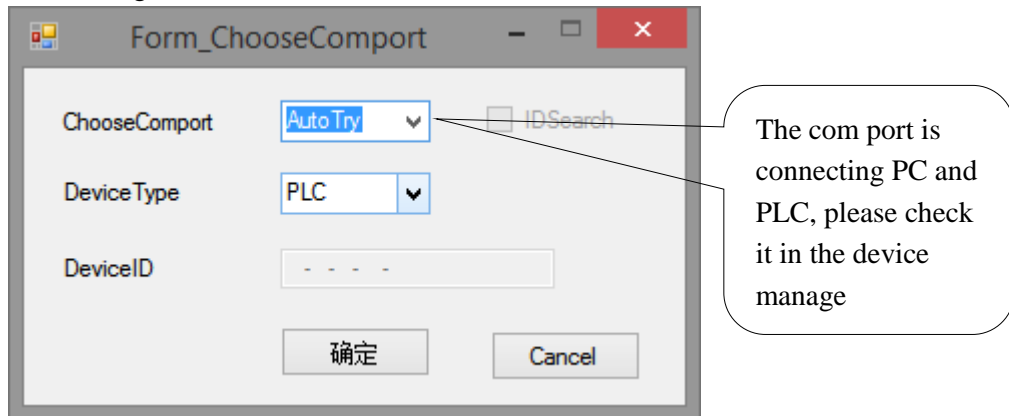 Form_ChooseComport
ChooseComport AutoTry IDSearch
DeviceType PLC
DeviceID - - - -
确定 Cancel
The com port is
connecting PC and
PLC, please check
it in the device
manage